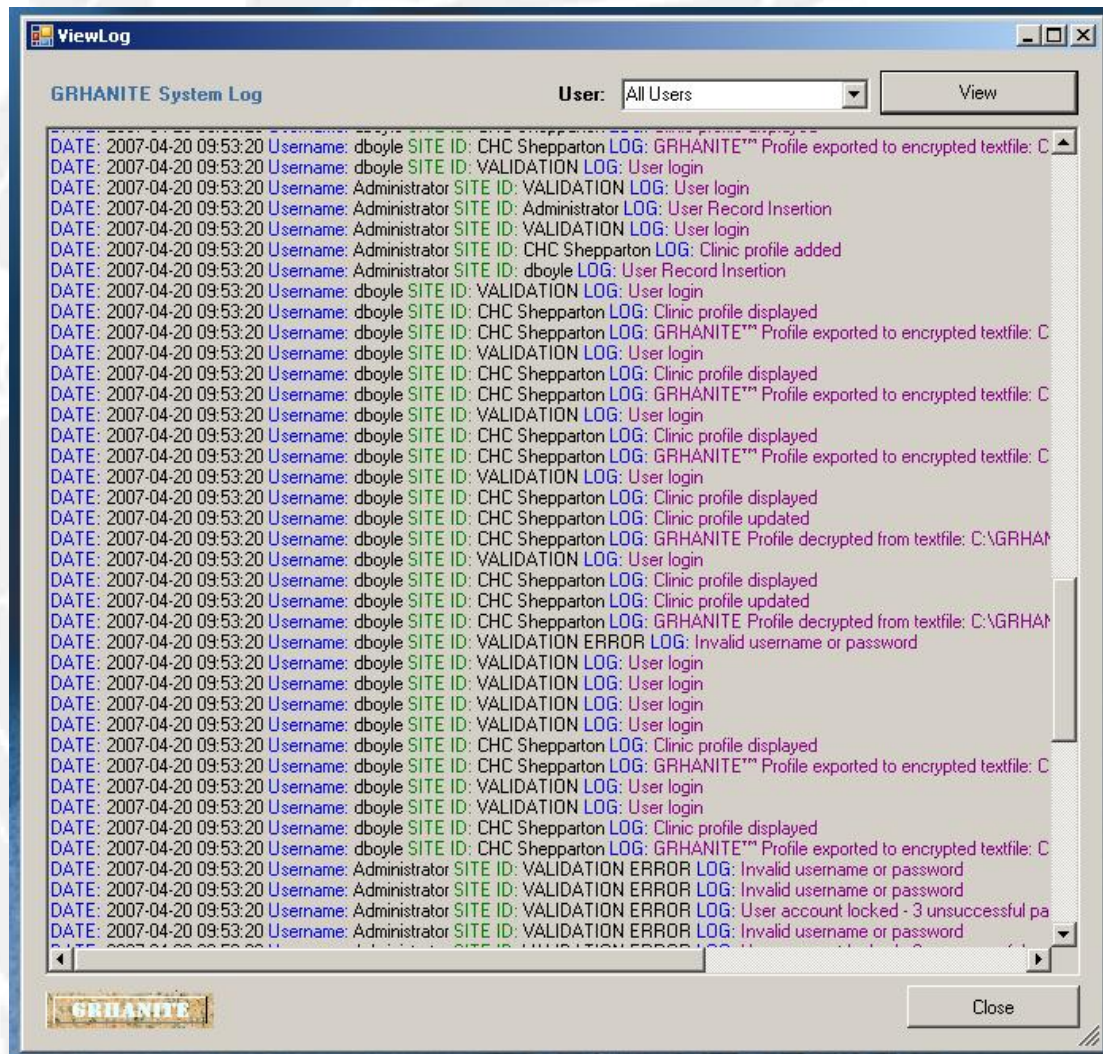 ViewLog
GRHANITE System Log User: All Users View
DATE: 2007-04-20 09:53:20 Username: dboyle SITE ID: CHC Shepparton LOG: Clinic profile displayed
DATE: 2007-04-20 09:53:20 Username: dboyle SITE ID: CHC Shepparton LOG: GRHANITE™ Profile exported to encrypted textfile: C
DATE: 2007-04-20 09:53:20 Username: dboyle SITE ID: VALIDATION LOG: User login
DATE: 2007-04-20 09:53:20 Username: Administrator SITE ID: VALIDATION LOG: User login
DATE: 2007-04-20 09:53:20 Username: Administrator SITE ID: Administrator LOG: User Record Insertion
DATE: 2007-04-20 09:53:20 Username: Administrator SITE ID: VALIDATION LOG: User login
DATE: 2007-04-20 09:53:20 Username: Administrator SITE ID: CHC Shepparton LOG: Clinic profile added
DATE: 2007-04-20 09:53:20 Username: Administrator SITE ID: dboyle LOG: User Record Insertion
DATE: 2007-04-20 09:53:20 Username: dboyle SITE ID: VALIDATION LOG: User login
DATE: 2007-04-20 09:53:20 Username: dboyle SITE ID: CHC Shepparton LOG: Clinic profile displayed
DATE: 2007-04-20 09:53:20 Username: dboyle SITE ID: CHC Shepparton LOG: GRHANITE™ Profile exported to encrypted textfile: C
DATE: 2007-04-20 09:53:20 Username: dboyle SITE ID: VALIDATION LOG: User login
DATE: 2007-04-20 09:53:20 Username: dboyle SITE ID: CHC Shepparton LOG: Clinic profile displayed
DATE: 2007-04-20 09:53:20 Username: dboyle SITE ID: CHC Shepparton LOG: GRHANITE™ Profile exported to encrypted textfile: C
DATE: 2007-04-20 09:53:20 Username: dboyle SITE ID: VALIDATION LOG: User login
DATE: 2007-04-20 09:53:20 Username: dboyle SITE ID: CHC Shepparton LOG: Clinic profile displayed
DATE: 2007-04-20 09:53:20 Username: dboyle SITE ID: CHC Shepparton LOG: GRHANITE™ Profile exported to encrypted textfile: C
DATE: 2007-04-20 09:53:20 Username: dboyle SITE ID: VALIDATION LOG: User login
DATE: 2007-04-20 09:53:20 Username: dboyle SITE ID: CHC Shepparton LOG: Clinic profile displayed
DATE: 2007-04-20 09:53:20 Username: dboyle SITE ID: CHC Shepparton LOG: Clinic profile updated
DATE: 2007-04-20 09:53:20 Username: dboyle SITE ID: CHC Shepparton LOG: GRHANITE Profile decrypted from textfile: C:\GRHAN
DATE: 2007-04-20 09:53:20 Username: dboyle SITE ID: VALIDATION LOG: User login
DATE: 2007-04-20 09:53:20 Username: dboyle SITE ID: CHC Shepparton LOG: Clinic profile displayed
DATE: 2007-04-20 09:53:20 Username: dboyle SITE ID: CHC Shepparton LOG: Clinic profile updated
DATE: 2007-04-20 09:53:20 Username: dboyle SITE ID: CHC Shepparton LOG: GRHANITE Profile decrypted from textfile: C:\GRHAN
DATE: 2007-04-20 09:53:20 Username: dboyle SITE ID: VALIDATION ERROR LOG: Invalid username or password
DATE: 2007-04-20 09:53:20 Username: dboyle SITE ID: VALIDATION LOG: User login
DATE: 2007-04-20 09:53:20 Username: dboyle SITE ID: VALIDATION LOG: User login
DATE: 2007-04-20 09:53:20 Username: dboyle SITE ID: VALIDATION LOG: User login
DATE: 2007-04-20 09:53:20 Username: dboyle SITE ID: VALIDATION LOG: User login
DATE: 2007-04-20 09:53:20 Username: dboyle SITE ID: CHC Shepparton LOG: Clinic profile displayed
DATE: 2007-04-20 09:53:20 Username: dboyle SITE ID: CHC Shepparton LOG: GRHANITE™ Profile exported to encrypted textfile: C
DATE: 2007-04-20 09:53:20 Username: dboyle SITE ID: VALIDATION LOG: User login
DATE: 2007-04-20 09:53:20 Username: dboyle SITE ID: VALIDATION LOG: User login
DATE: 2007-04-20 09:53:20 Username: dboyle SITE ID: CHC Shepparton LOG: Clinic profile displayed
DATE: 2007-04-20 09:53:20 Username: dboyle SITE ID: CHC Shepparton LOG: GRHANITE™ Profile exported to encrypted textfile: C
DATE: 2007-04-20 09:53:20 Username: Administrator SITE ID: VALIDATION ERROR LOG: Invalid username or password
DATE: 2007-04-20 09:53:20 Username: Administrator SITE ID: VALIDATION ERROR LOG: Invalid username or password
DATE: 2007-04-20 09:53:20 Username: Administrator SITE ID: VALIDATION ERROR LOG: User account locked - 3 unsuccessful pa
DATE: 2007-04-20 09:53:20 Username: Administrator SITE ID: VALIDATION ERROR LOG: Invalid username or password
GRHANITE Close